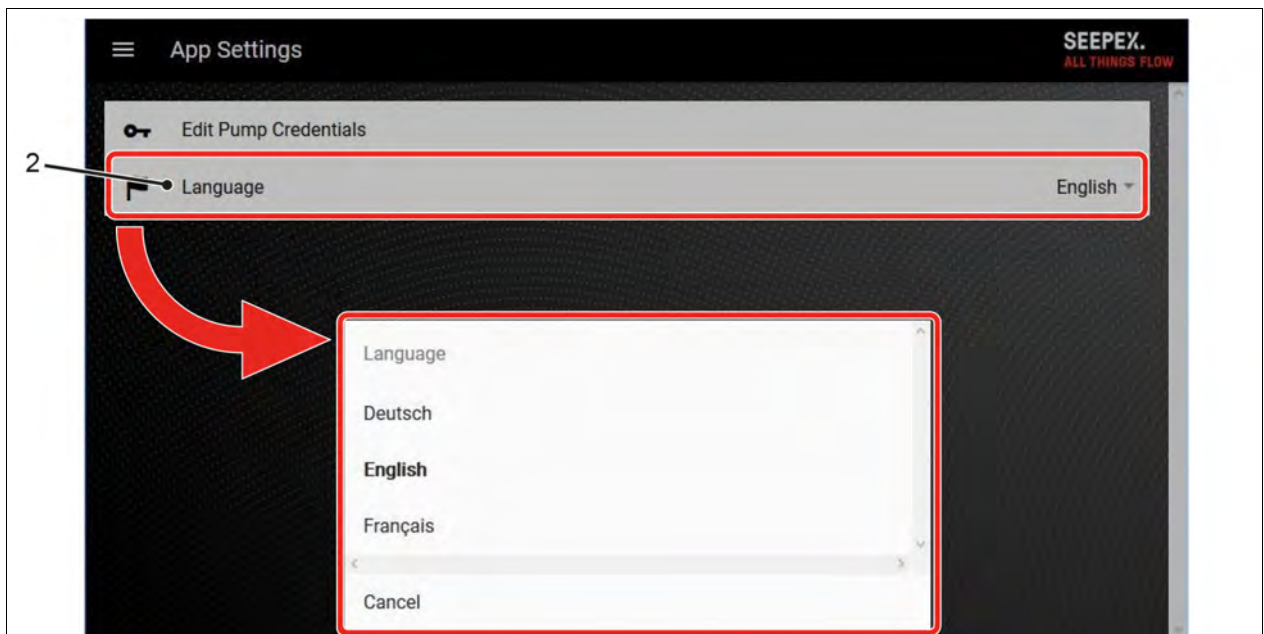 App Settings
SEEPEX.
ALL THINGS FLOW
Edit Pump Credentials
2
Language
English
Language
Deutsch
English
Français
Cancel